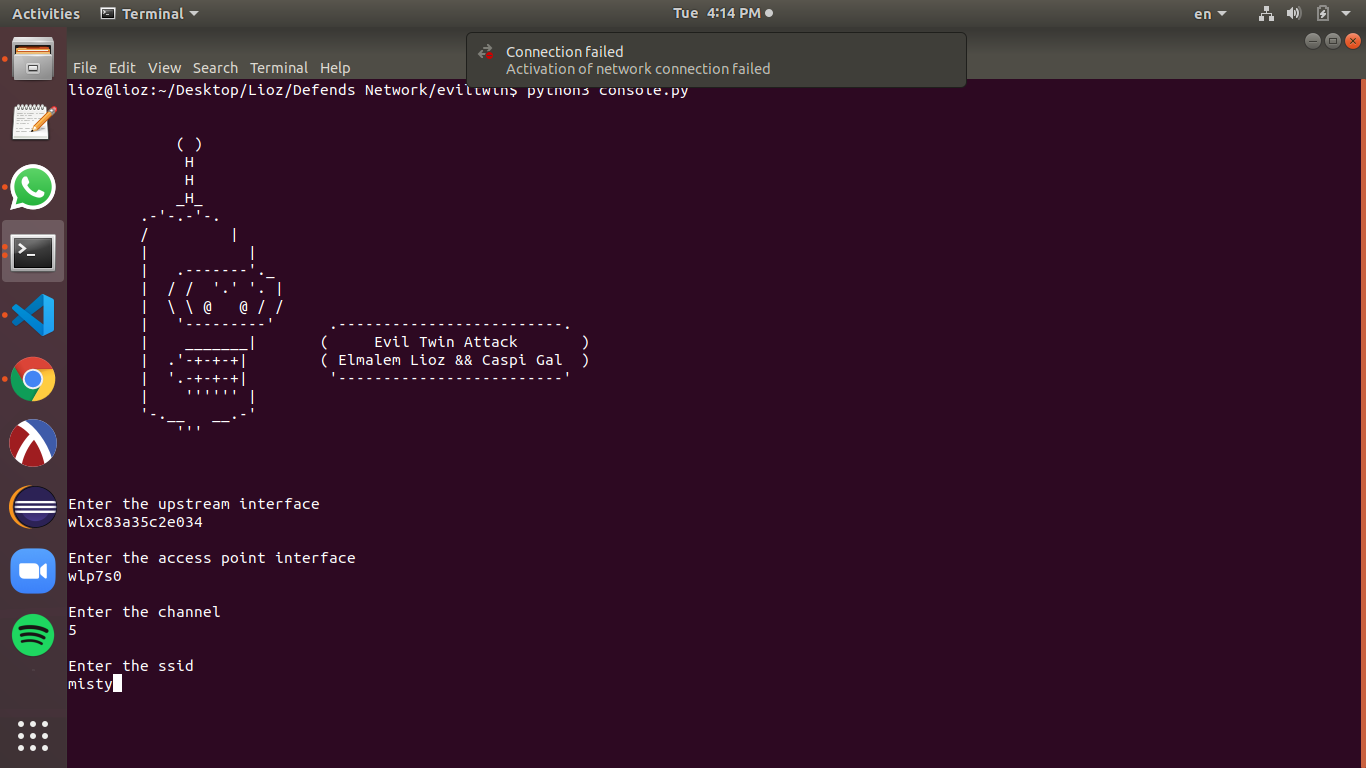 Activities Terminal Tue 4:14 PM en
Connection failed
Activation of network connection failed
File Edit View Search Terminal Help
lioz@lioz:~/Desktop/Lioz/Defends Network/eviltwin$ python3 console.py
( )
H
H
_H_
.-'-.-'-.
/         |
|           |
|   .-------'._
|  / /  '.' '. |
|  \ \ @   @ / /
|   '---------'      .-------------------------.
|    _______|       (     Evil Twin Attack       )
|  .'-+-+-+|        ( Elmalem Lioz && Caspi Gal  )
|  '.-+-+-+|         '-------------------------'
|    '''''' |
'-.__   __.-'
'''
Enter the upstream interface
wlxc83a35c2e034
Enter the access point interface
wlp7s0
Enter the channel
5
Enter the ssid
misty